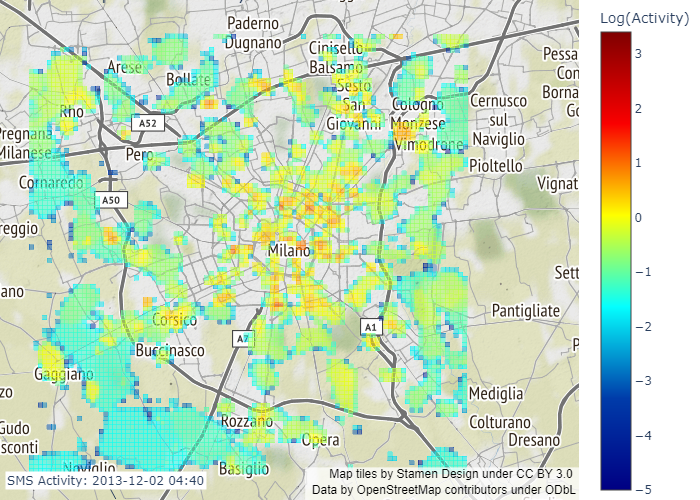 Log(Activity)
3
2
1
0
−1
−2
−3
−4
−5
Paderno
Dugnano
Cinisello
Balsamo
Arese
Bollate
Sesto
San
Giovanni
Rho
A52
Cologno
Monzese
Cernusco
sul
Naviglio
Pessa
Con
Borna
Go
Pregnana
Milanese
Pero
Vimodrone
Pioltello
Cornaredo
A50
Vignat
reggio
Milano
Sett
ano
Corsico
A7
A1
Pantigliate
Buccinasco
P
Gaggiano
zo
Mediglia
Rozzano
Colturano
Opera
Dresano
Gudo
sconti
Noviglio
Basiglio
SMS Activity: 2013-12-02 04:40
Map tiles by Stamen Design under CC BY 3.0
Data by OpenStreetMap contributors under ODbL